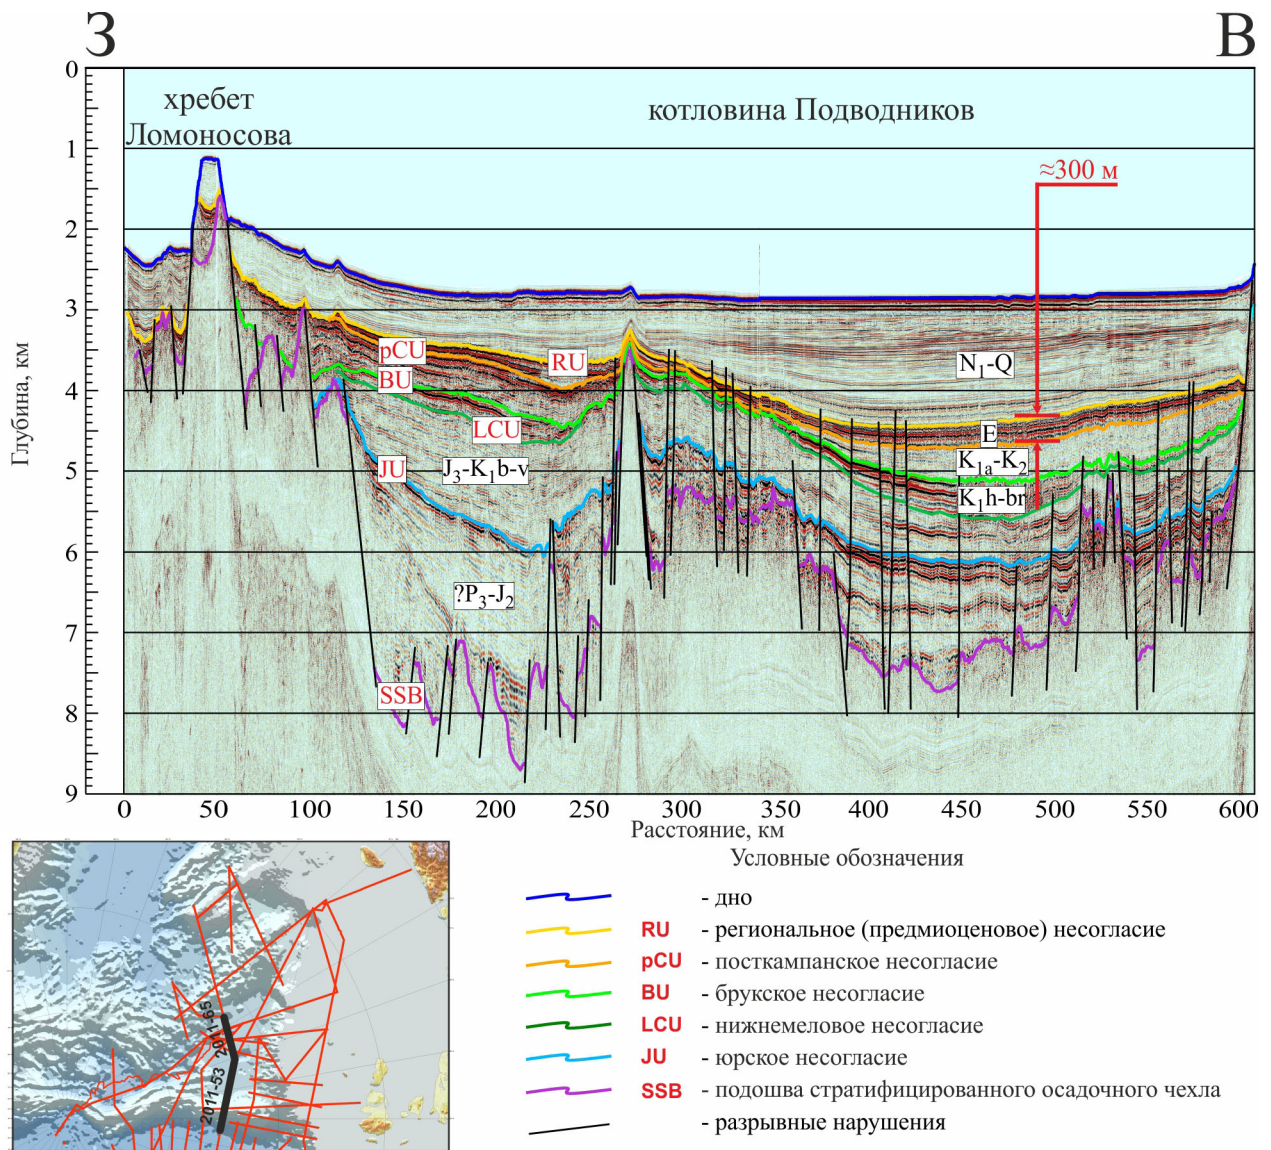 З
В
0
1
2
3
4
5
6
7
8
9
Глубина, км
хребет
Ломоносова
котловина Подводников
≈300 м
pCU
BU
RU
LCU
JU
SSB
J3-K1b-v
?P3-J2
N1-Q
E
K1a-K2
K1h-br
0 50 100 150 200 250 300 350 400 450 500 550 600
Расстояние, км
Условные обозначения
- дно
RU - региональное (предмиоценовое) несогласие
pCU - посткампанское несогласие
BU - брукское несогласие
LCU - нижнемеловое несогласие
JU - юрское несогласие
SSB - подошва стратифицированного осадочного чехла
- разрывные нарушения
2011-65
2011-53